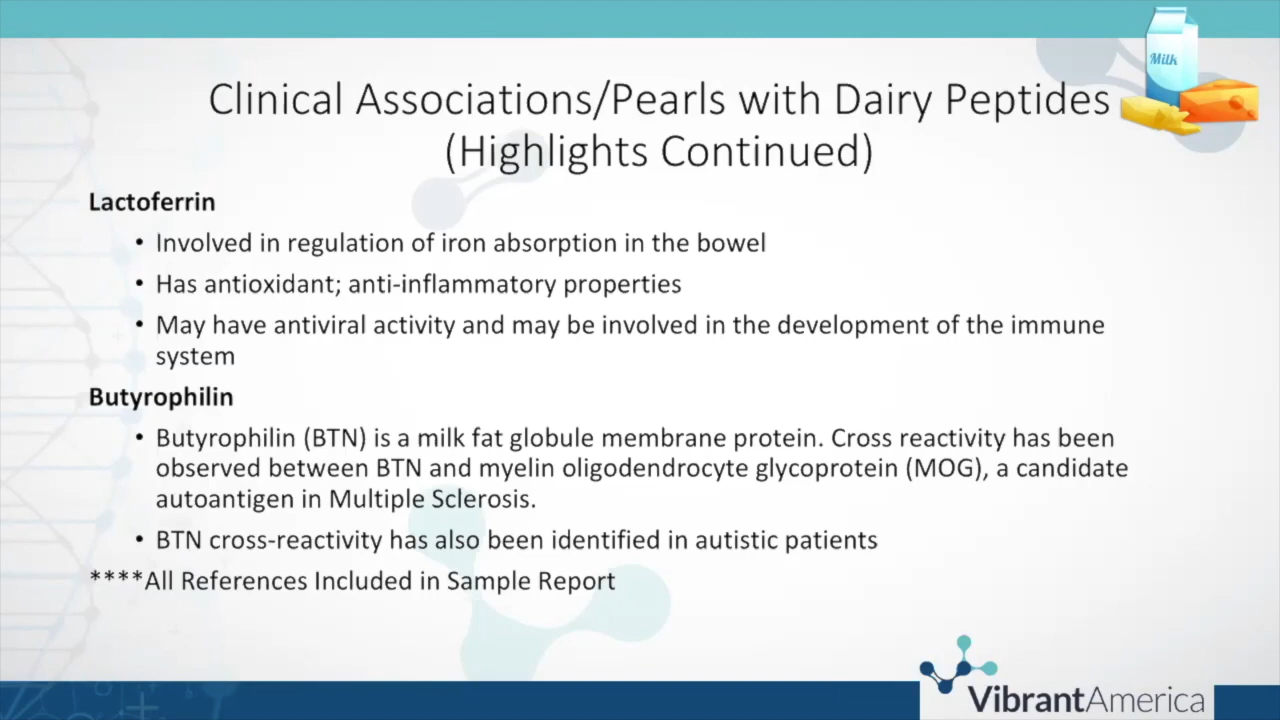 Milk
Clinical Associations/Pearls with Dairy Peptides
(Highlights Continued)
Lactoferrin
• Involved in regulation of iron absorption in the bowel
• Has antioxidant; anti-inflammatory properties
• May have antiviral activity and may be involved in the development of the immune
system
Butyrophilin
• Butyrophilin (BTN) is a milk fat globule membrane protein. Cross reactivity has been
observed between BTN and myelin oligodendrocyte glycoprotein (MOG), a candidate
autoantigen in Multiple Sclerosis.
• BTN cross-reactivity has also been identified in autistic patients
****All References Included in Sample Report
VibrantAmerica